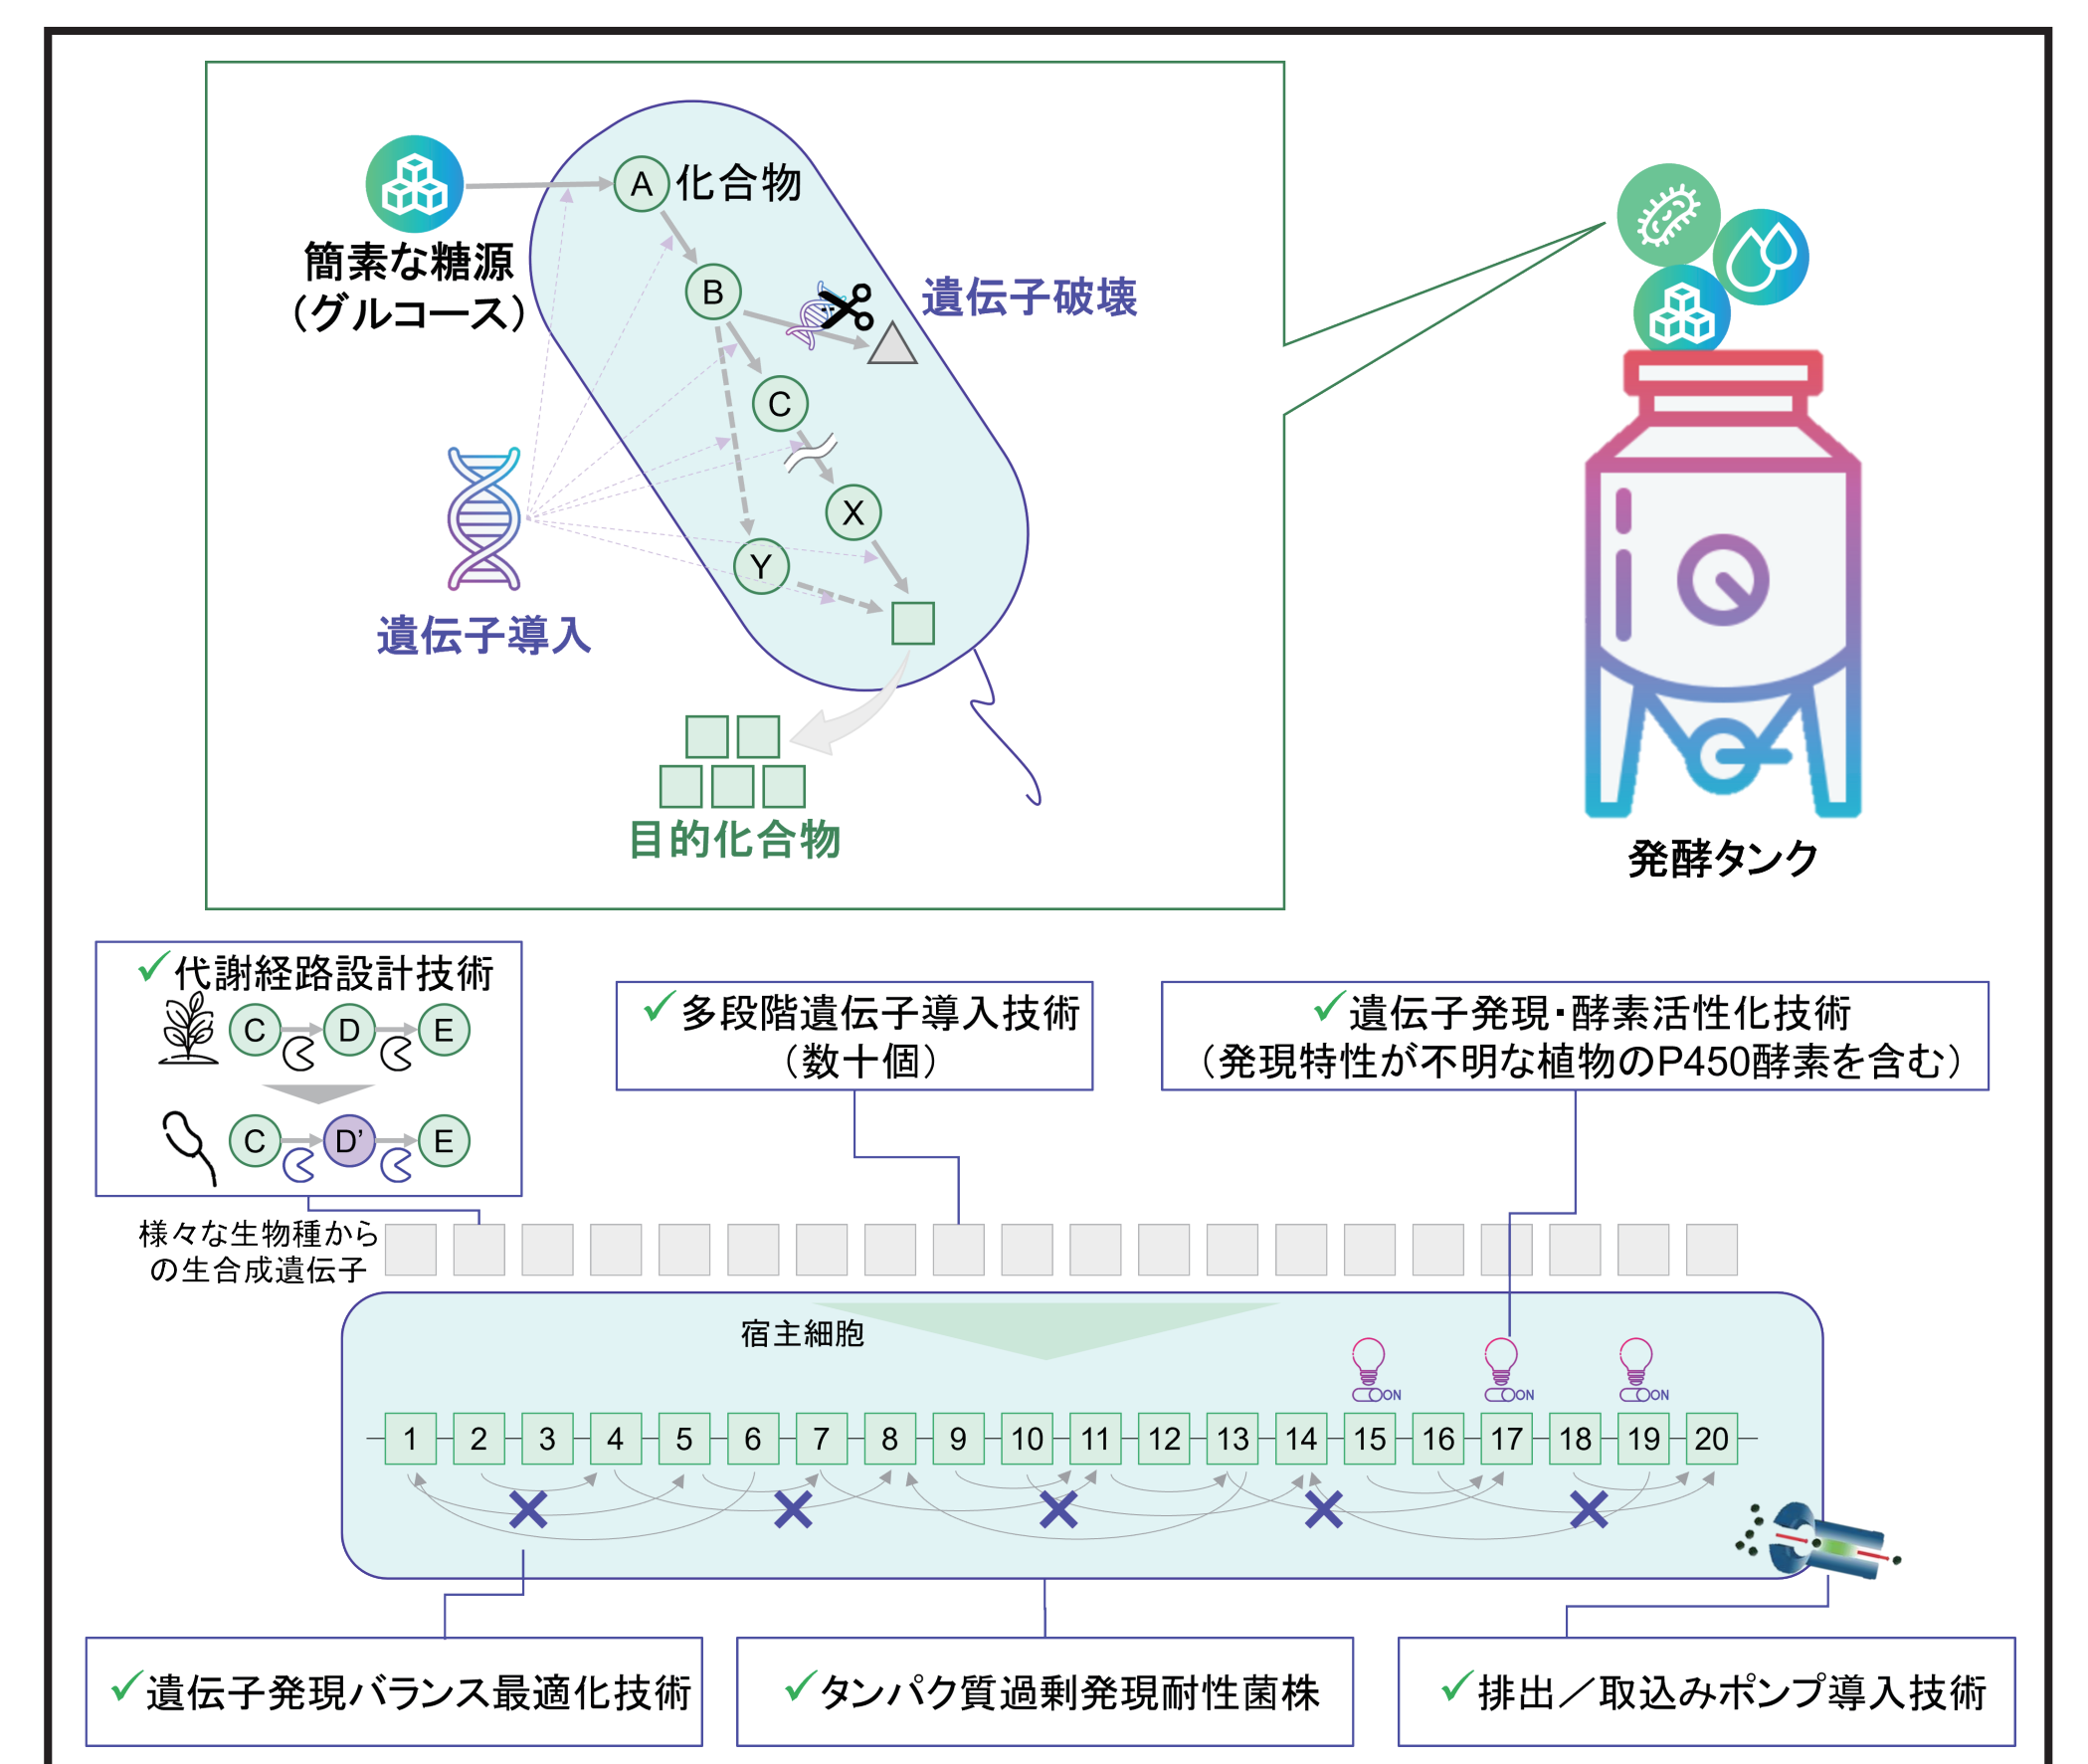 A 化合物
簡素な糖源
（グルコース）
B
遺伝子破壊
C
X
Y
遺伝子導入
目的化合物
発酵タンク
✓代謝経路設計技術
C D E
C D’ E
✓多段階遺伝子導入技術
（数十個）
✓遺伝子発現・酵素活性化技術
（発現特性が不明な植物のP450酵素を含む）
様々な生物種から
の生合成遺伝子
宿主細胞
ON ON ON
1 2 3 4 5 6 7 8 9 10 11 12 13 14 15 16 17 18 19 20
✓遺伝子発現バランス最適化技術
✓タンパク質過剰発現耐性菌株
✓排出／取込みポンプ導入技術